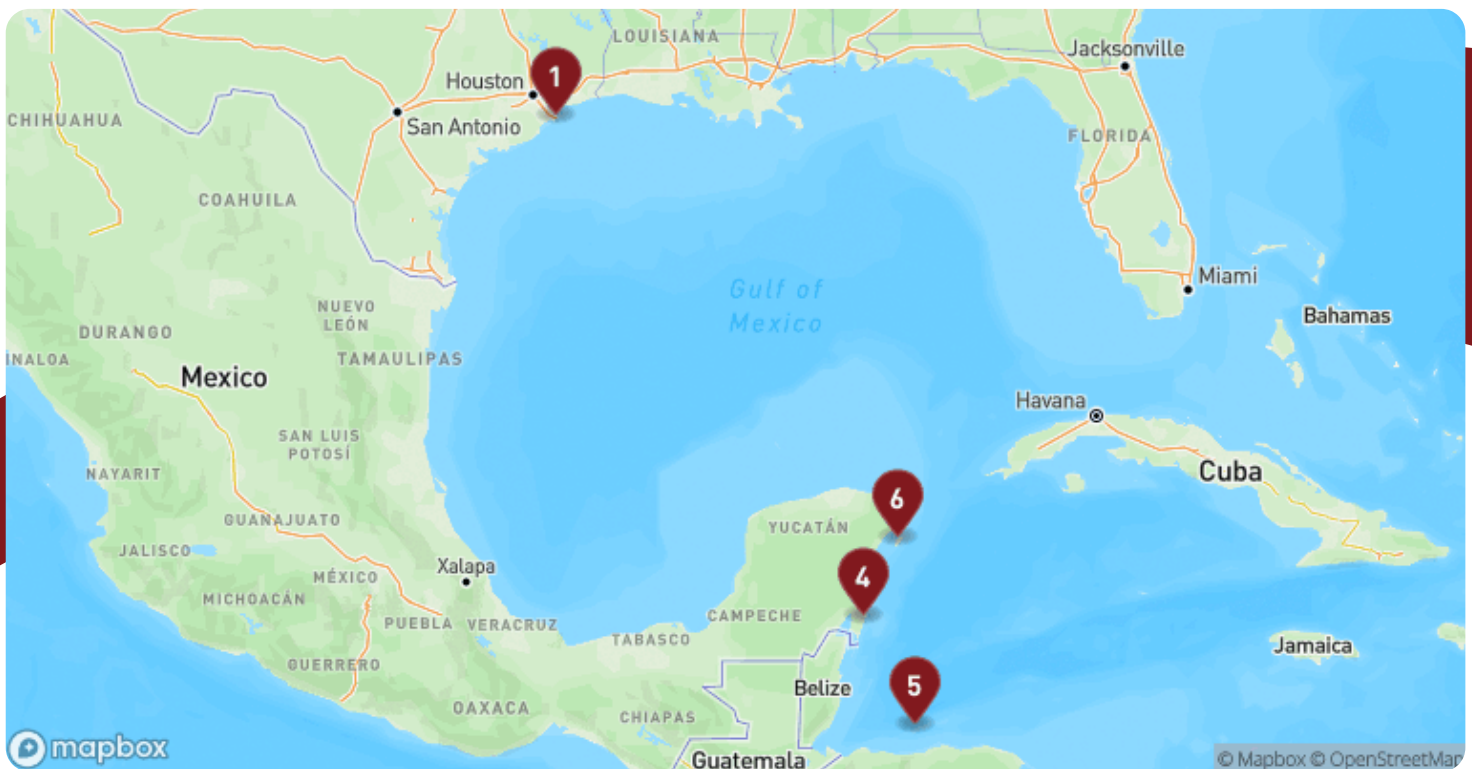 LOUISIANA
Jacksonville
Houston
1
CHIHUAHUA
San Antonio
FLORIDA
COAHUILA
Gulf of
Mexico
Miami
NUEVO
LEÓN
Bahamas
DURANGO
INALOA
TAMAULIPAS
Mexico
Havana
SAN LUIS
POTOSÍ
NAYARIT
Cuba
6
GUANAJUATO
YUCATÁN
JALISCO
Xalapa
MÉXICO
4
MICHOACÁN
PUEBLA
VERACRUZ
CAMPECHE
TABASCO
Jamaica
GUERRERO
5
Belize
OAXACA
CHIAPAS
mapbox
Guatemala
© Mapbox © OpenStreetMap